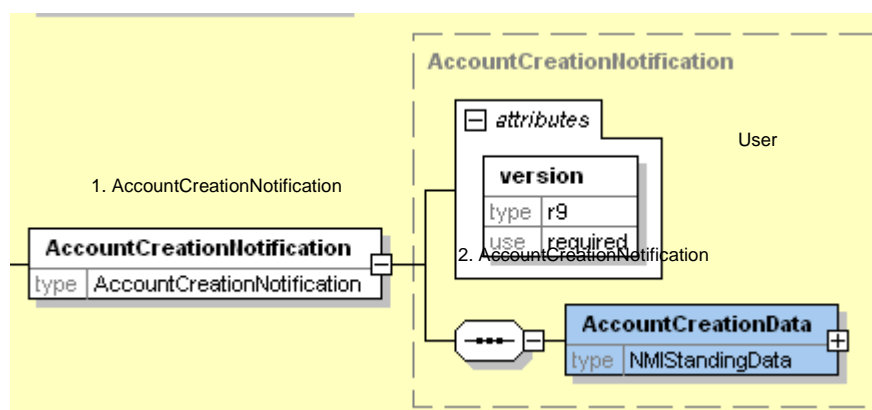 AccountCreationNotification
attributes
User
version
1. AccountCreationNotification
type r9
use required
AccountCreationNotification
2. AccountCreationNotification
type AccountCreationNotification
AccountCreationData
type NMIStandingData